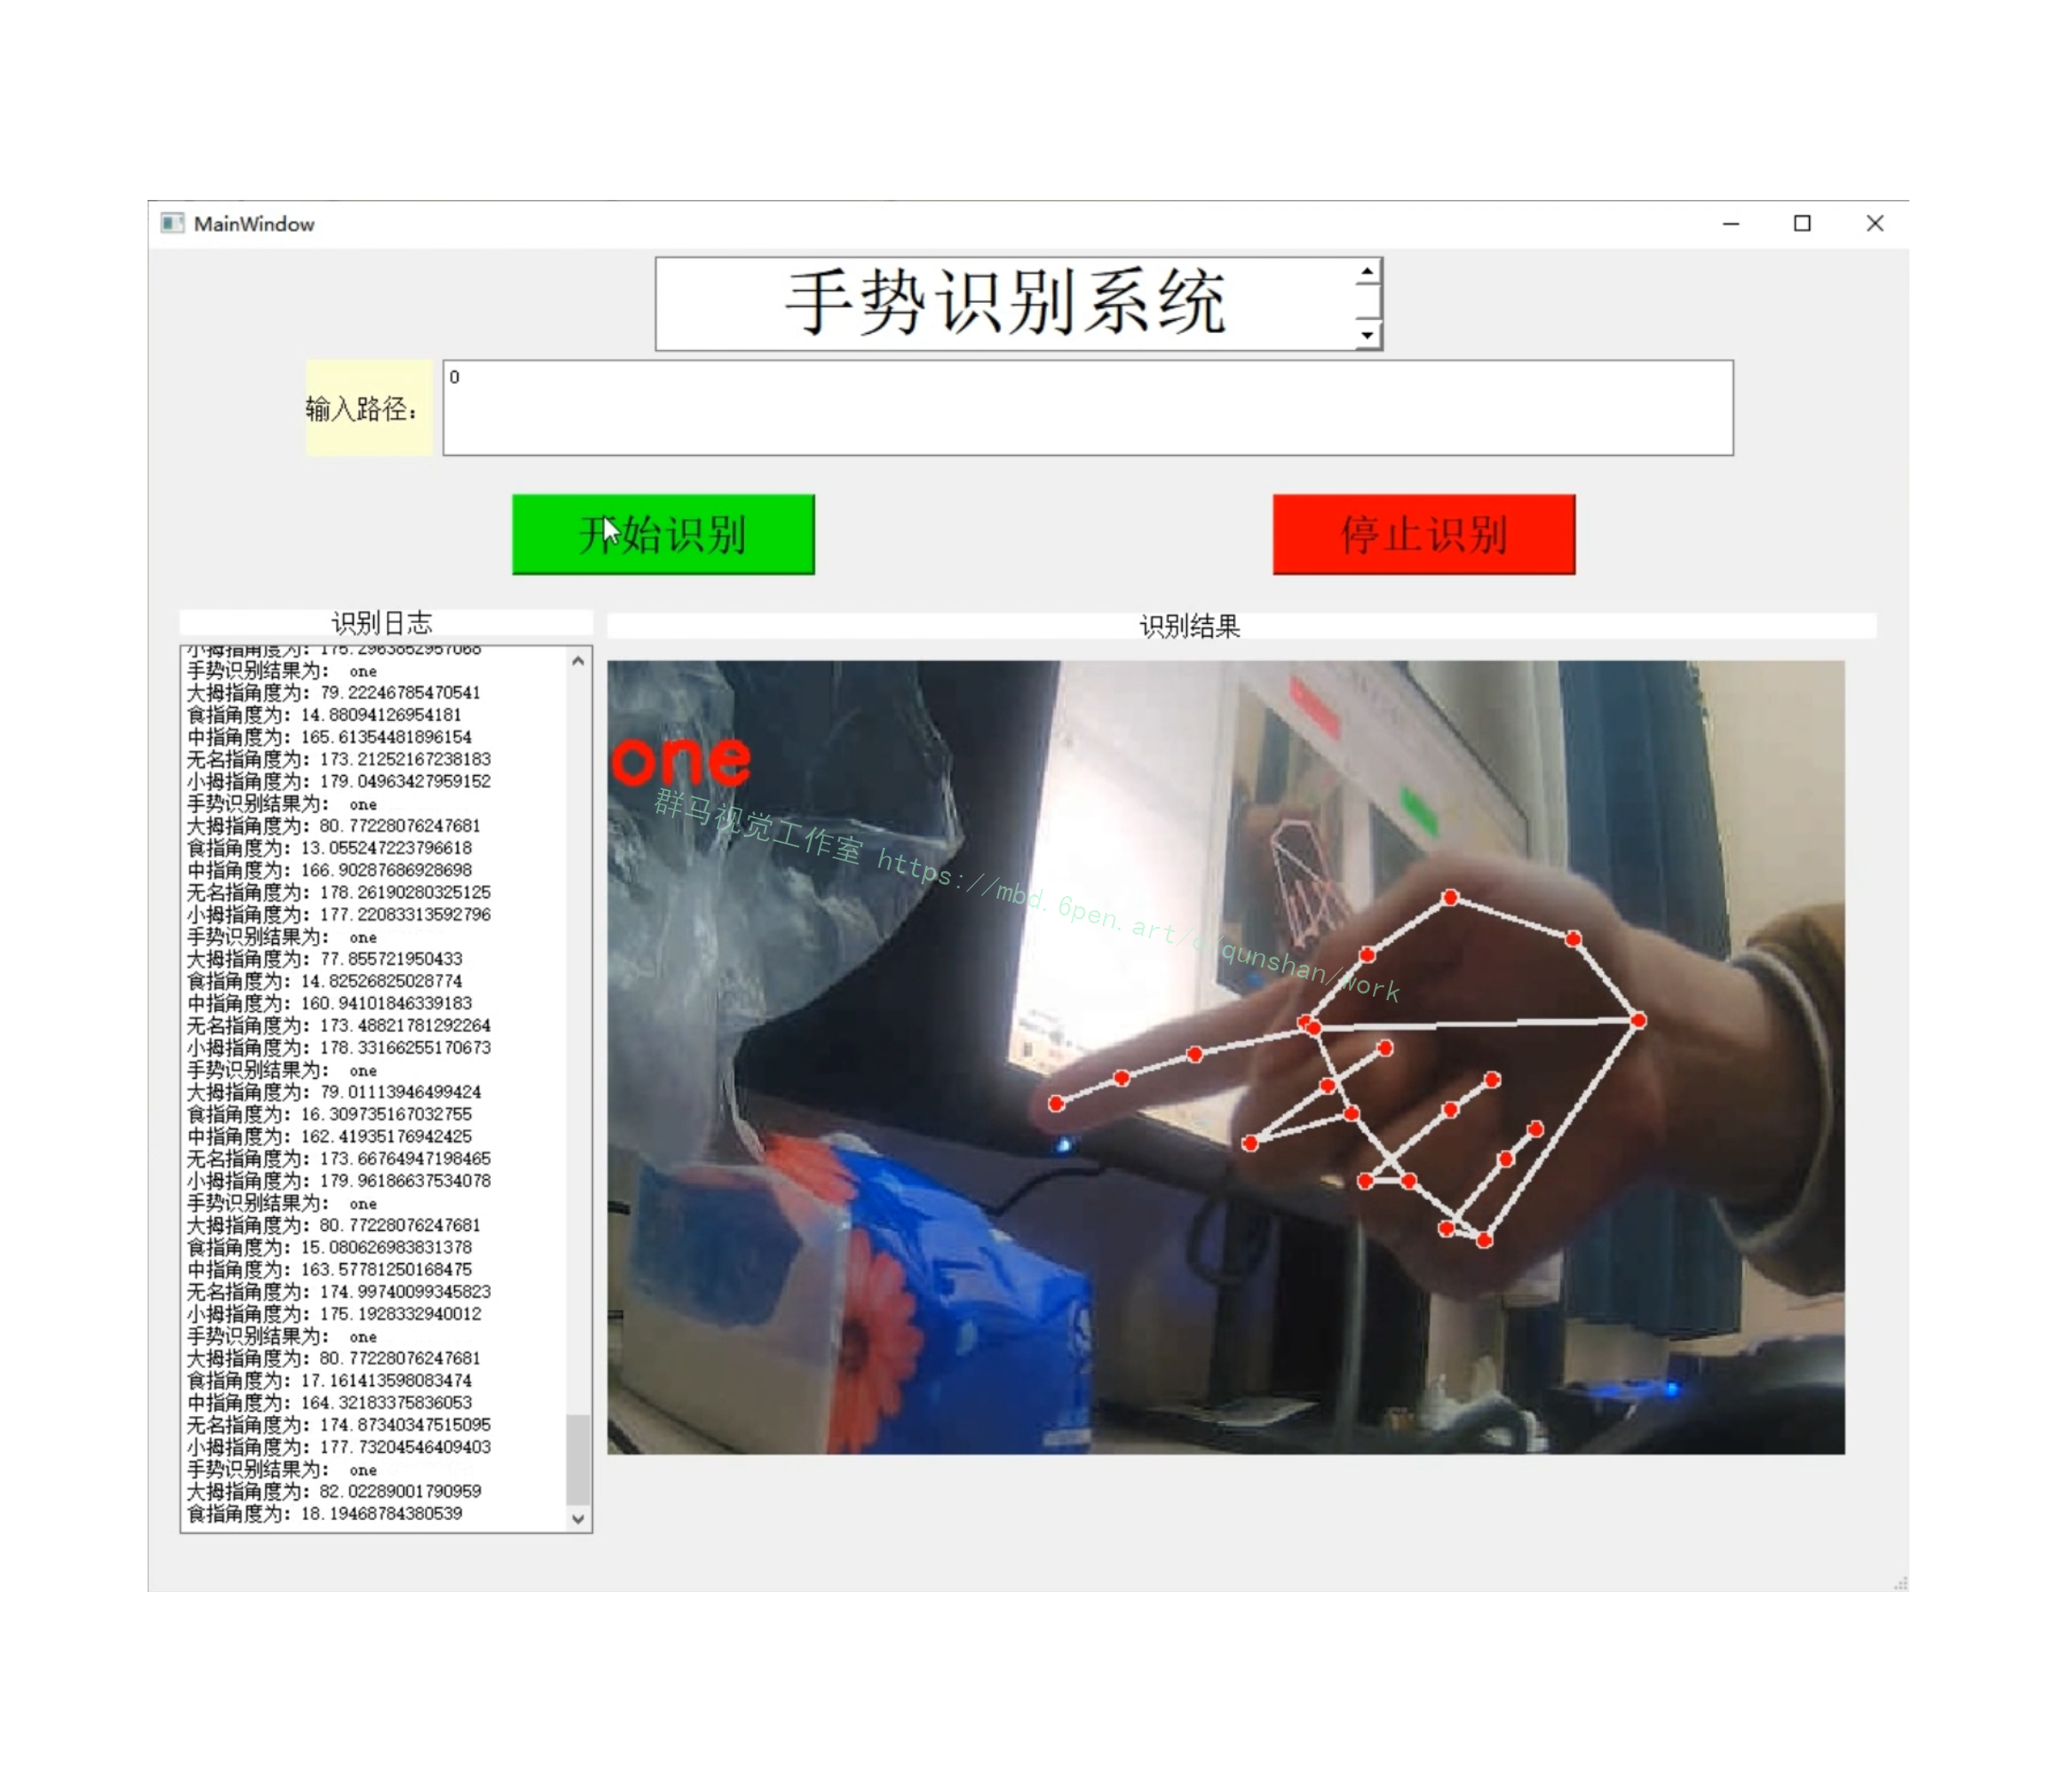 MainWindow
手势识别系统
输入路径：
0
开始识别
停止识别
识别日志
小拇指角度为：175.2963852957068
手势识别结果为： one
大拇指角度为：79.22246785470541
食指角度为：14.88094126954181
中指角度为：165.61354481896154
无名指角度为：173.21252167238183
小拇指角度为：179.04963427959152
手势识别结果为： one
大拇指角度为：80.77228076247681
食指角度为：13.055247223796618
中指角度为：166.90287686928698
无名指角度为：178.26190280325125
小拇指角度为：177.22083313592796
手势识别结果为： one
大拇指角度为：77.855721950433
食指角度为：14.82526825028774
中指角度为：160.94101846339183
无名指角度为：173.48821781292264
小拇指角度为：178.33166255170673
手势识别结果为： one
大拇指角度为：79.01113946499424
食指角度为：16.309735167032755
中指角度为：162.41935176942425
无名指角度为：173.66764947198465
小拇指角度为：179.96186637534078
手势识别结果为： one
大拇指角度为：80.77228076247681
食指角度为：15.080626983831378
中指角度为：163.57781250168475
无名指角度为：174.99740099345823
小拇指角度为：175.1928332940012
手势识别结果为： one
大拇指角度为：80.77228076247681
食指角度为：17.161413598083474
中指角度为：164.32183375836053
无名指角度为：174.87340347515095
小拇指角度为：177.73204546409403
手势识别结果为： one
大拇指角度为：82.02289001790959
食指角度为：18.19468784380539
识别结果
one
群马视觉工作室 https://mbd.6pen.art/o/qunshan/work